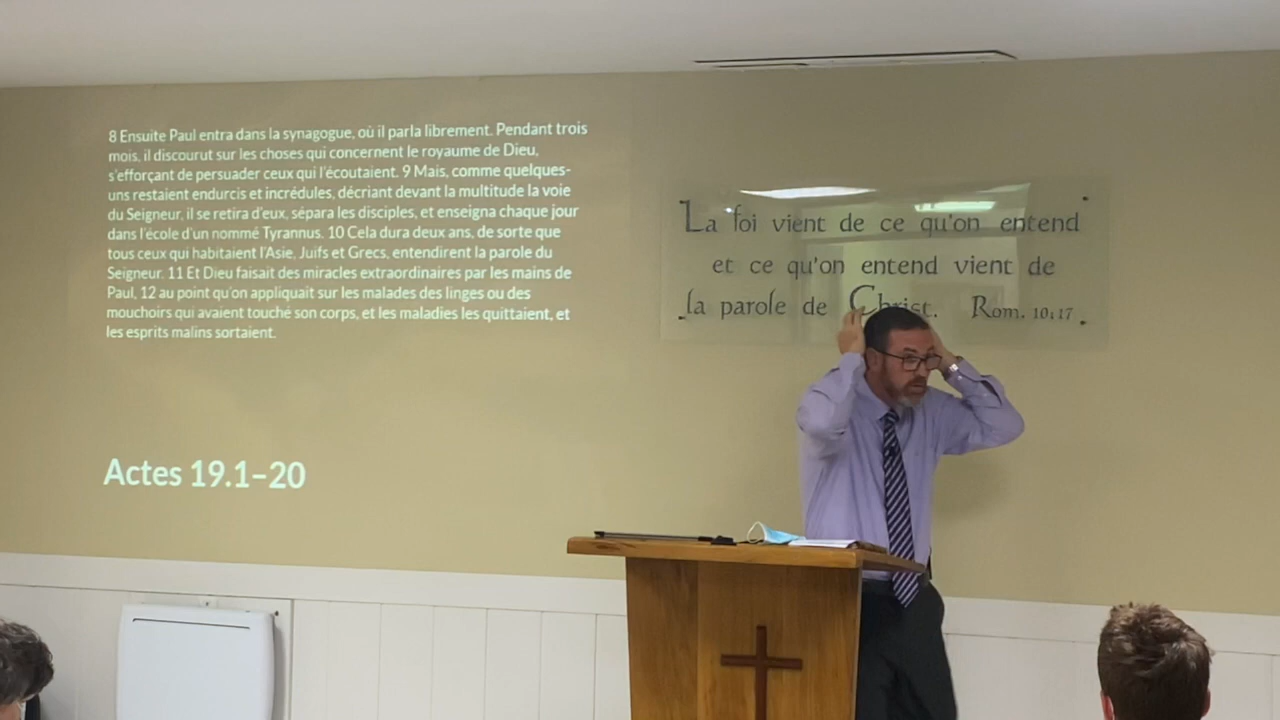 8 Ensuite Paul entra dans la synagogue, où il parla librement. Pendant trois
mois, il discourut sur les choses qui concernent le royaume de Dieu,
s'efforçant de persuader ceux qui l'écoutaient. 9 Mais, comme quelques-
uns restaient endurcis et incrédules, décriant devant la multitude la voie
du Seigneur, il se retira d'eux, sépara les disciples, et enseigna chaque jour
dans l'école d'un nommé Tyrannus. 10 Cela dura deux ans, de sorte que
tous ceux qui habitaient l'Asie, Juifs et Grecs, entendirent la parole du
Seigneur. 11 Et Dieu faisait des miracles extraordinaires par les mains de
Paul, 12 au point qu'on appliquait sur les malades des linges ou des
mouchoirs qui avaient touché son corps, et les maladies les quittaient, et
les esprits malins sortaient.
Actes 19.1–20
La foi vient de ce qu'on entend
et ce qu'on entend vient de
la parole de Christ. Rom. 10:17